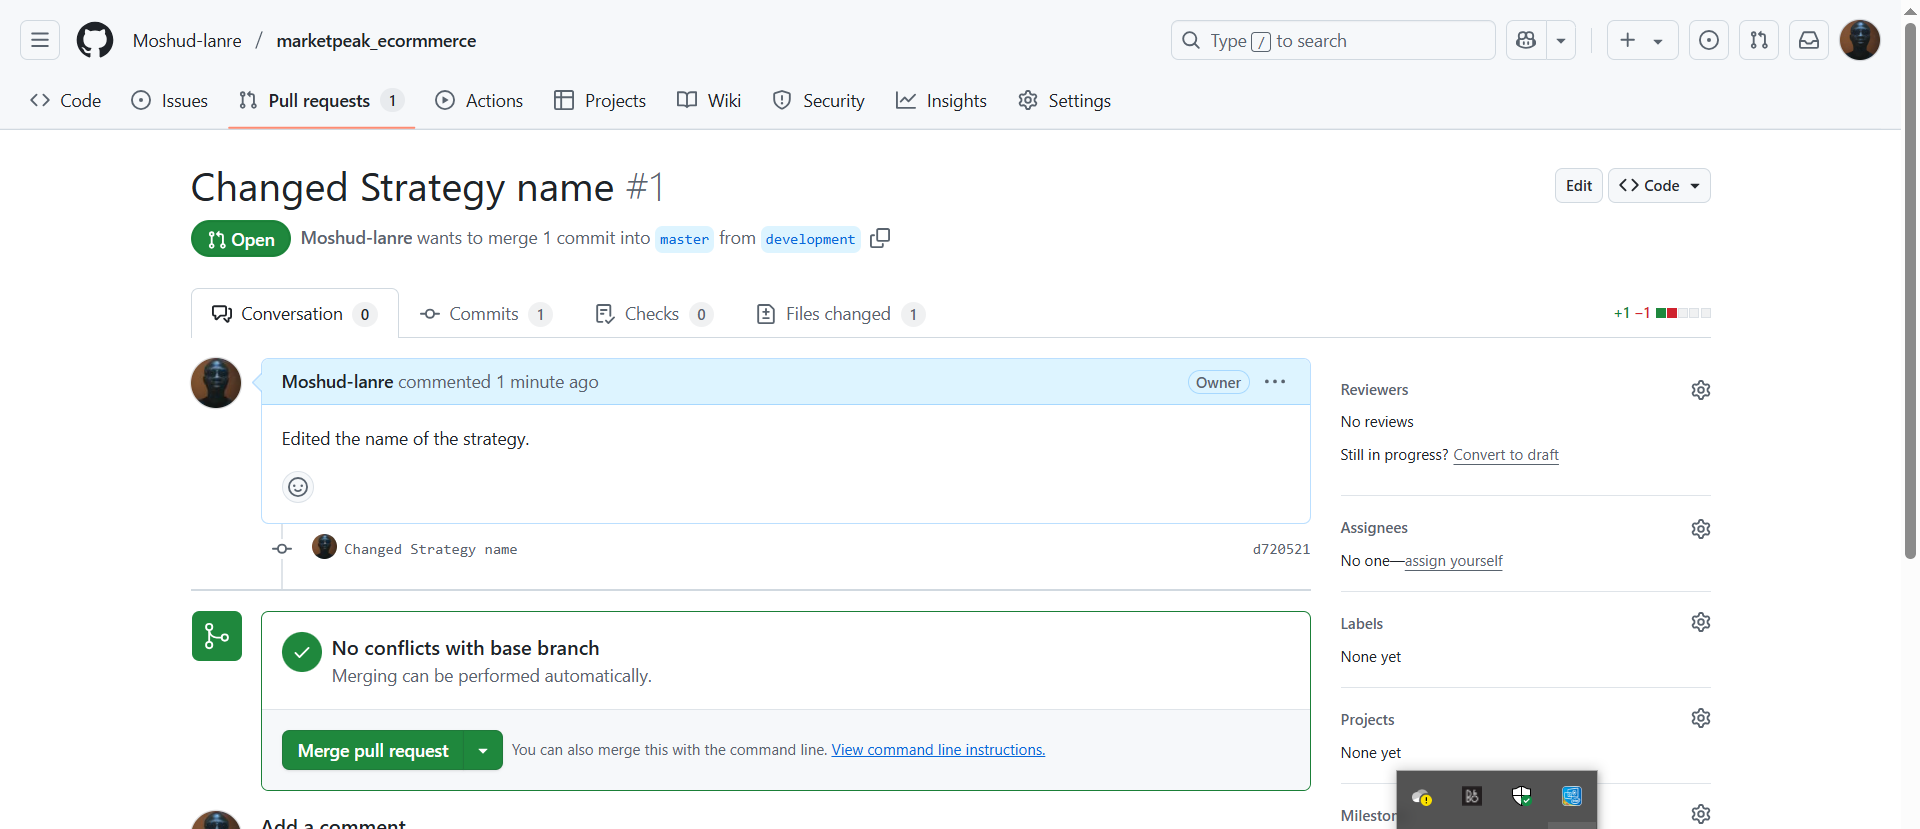 Moshud-lanre / marketpeak_ecormmerce
Type / to search
Code
Issues
Pull requests 1
Actions
Projects
Wiki
Security
Insights
Settings
Changed Strategy name #1
Edit
Code
Open
Moshud-lanre wants to merge 1 commit into master from development
Conversation 0
Commits 1
Checks 0
Files changed 1
+1 −1
Moshud-lanre commented 1 minute ago
Owner
Edited the name of the strategy.
Changed Strategy name
d720521
No conflicts with base branch
Merging can be performed automatically.
Merge pull request
You can also merge this with the command line. View command line instructions.
Add a comment
Reviewers
No reviews
Still in progress? Convert to draft
Assignees
No one—assign yourself
Labels
None yet
Projects
None yet